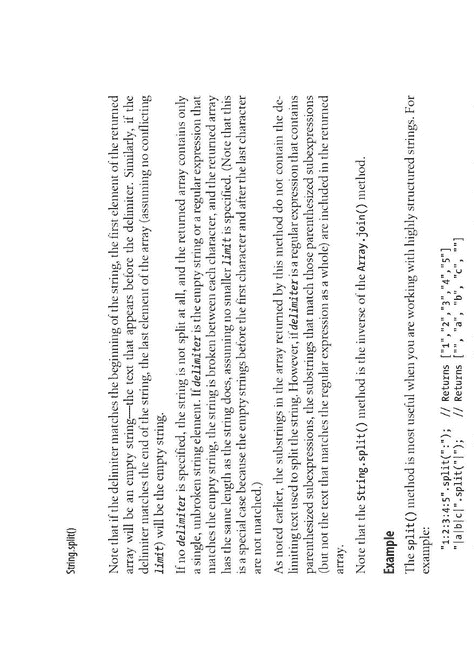 String.split()
Note that if the delimiter matches the beginning of the string, the first element of the returned
array will be an empty string—the text that appears before the delimiter. Similarly, if the
delimiter matches the end of the string, the last element of the array (assuming no conflicting
limit) will be the empty string.
If no delimiter is specified, the string is not split at all, and the returned array contains only
a single, unbroken string element. If delimiter is the empty string or a regular expression that
matches the empty string, the string is broken between each character, and the returned array
has the same length as the string does, assuming no smaller limit is specified. (Note that this
is a special case because the empty strings before the first character and after the last character
are not matched.)
As noted earlier, the substrings in the array returned by this method do not contain the de-
limiting text used to split the string. However, if delimiter is a regular expression that contains
parenthesized subexpressions, the substrings that match those parenthesized subexpressions
(but not the text that matches the regular expression as a whole) are included in the returned
array.
Note that the String.split() method is the inverse of the Array.join() method.
Example
The split() method is most useful when you are working with highly structured strings. For
example:
"1:2:3:4:5".split(":"); // Returns ["1","2","3","4","5"]
"|a|b|c|".split("|"); // Returns ["", "a", "b", "c", ""]